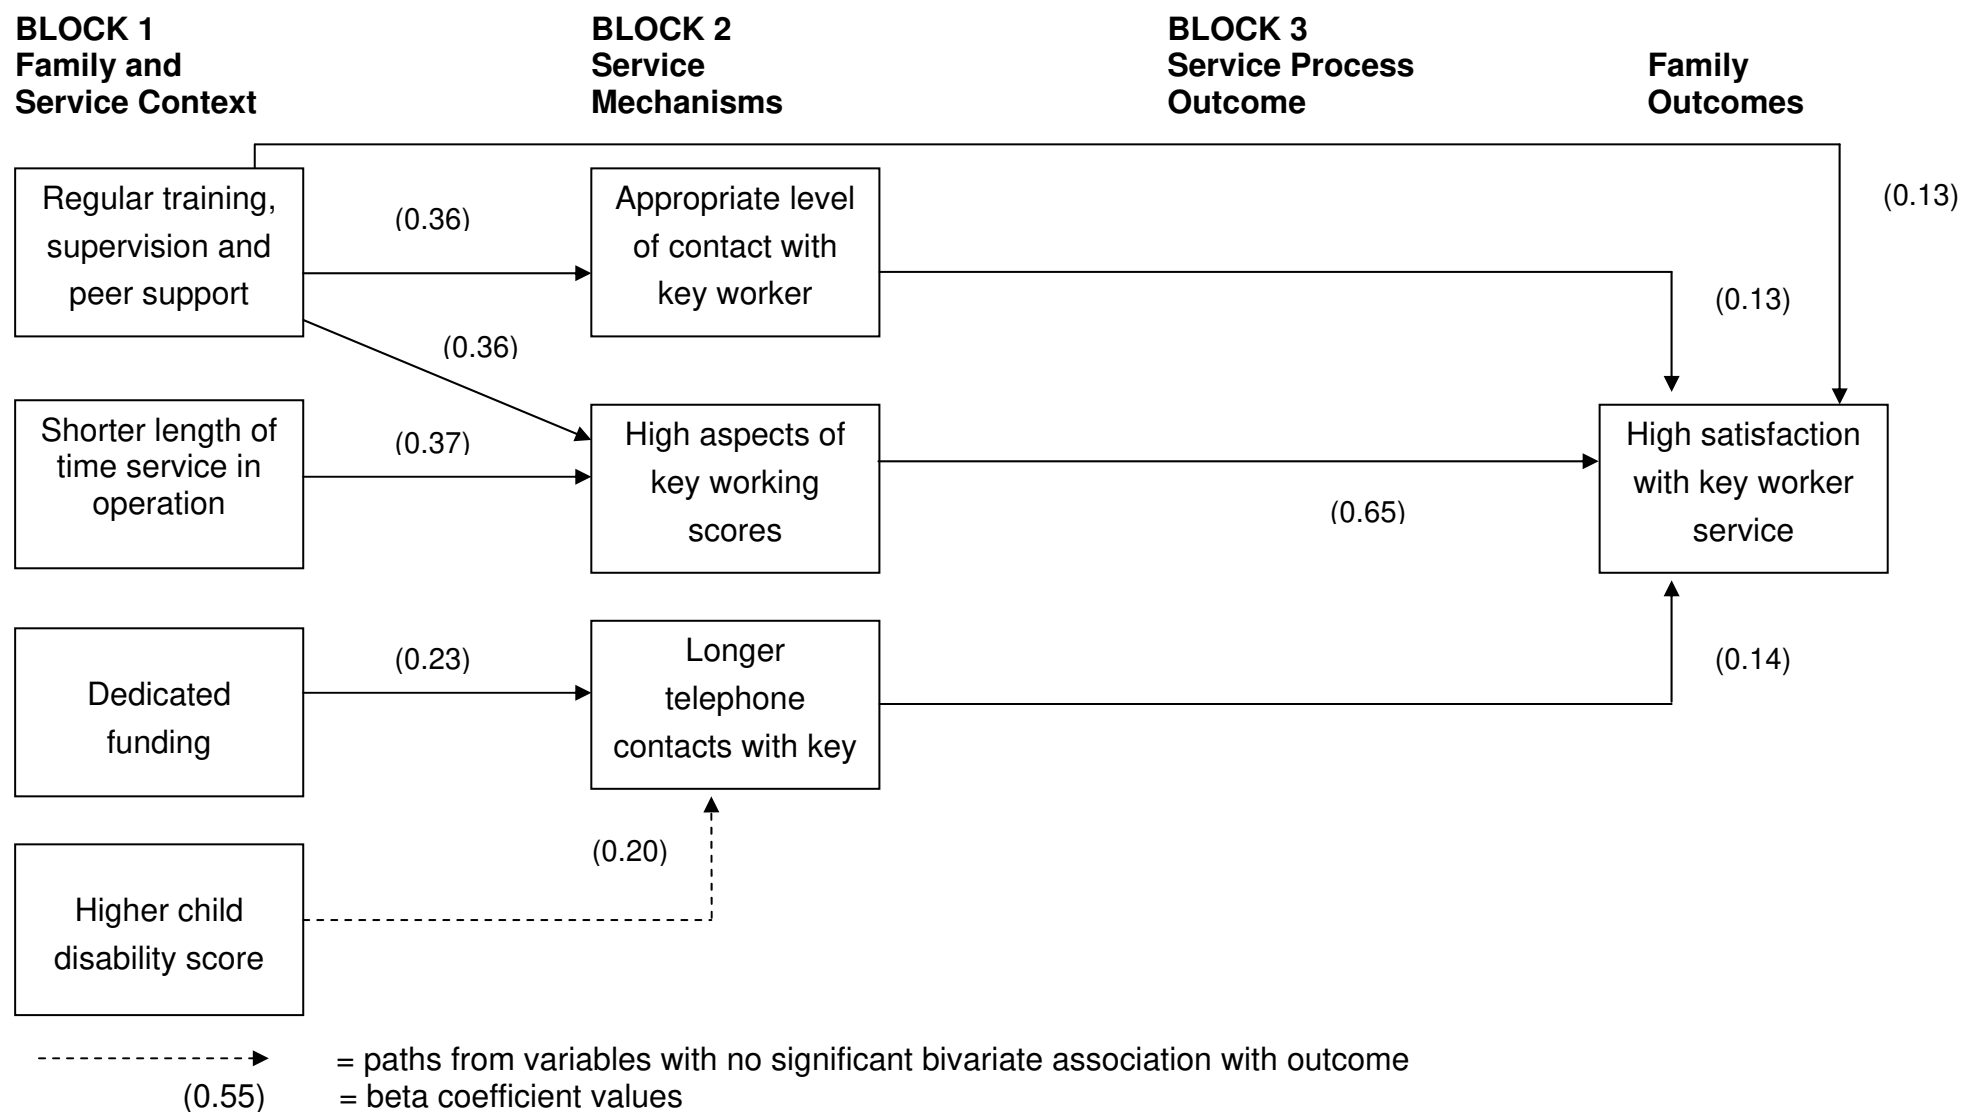 BLOCK 1
Family and
Service Context
BLOCK 2
Service
Mechanisms
BLOCK 3
Service Process
Outcome
Family
Outcomes
Regular training,
supervision and
peer support
(0.36)
Appropriate level
of contact with
key worker
(0.13)
(0.13)
(0.36)
Shorter length of
time service in
operation
(0.37)
High aspects of
key working
scores
(0.65)
High satisfaction
with key worker
service
Dedicated
funding
(0.23)
Longer
telephone
contacts with key
(0.14)
(0.20)
Higher child
disability score
= paths from variables with no significant bivariate association with outcome
(0.55) = beta coefficient values